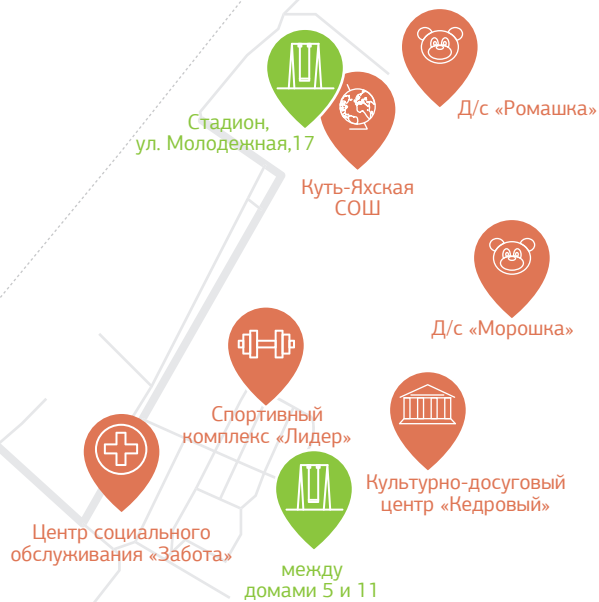 Д/с «Ромашка»
Стадион,
ул. Молодежная,17
Куть-Яхская
СОШ
Д/с «Морошка»
Спортивный
комплекс «Лидер»
Культурно-досуговый
центр «Кедровый»
Центр социального
обслуживания «Забота»
между
домами 5 и 11